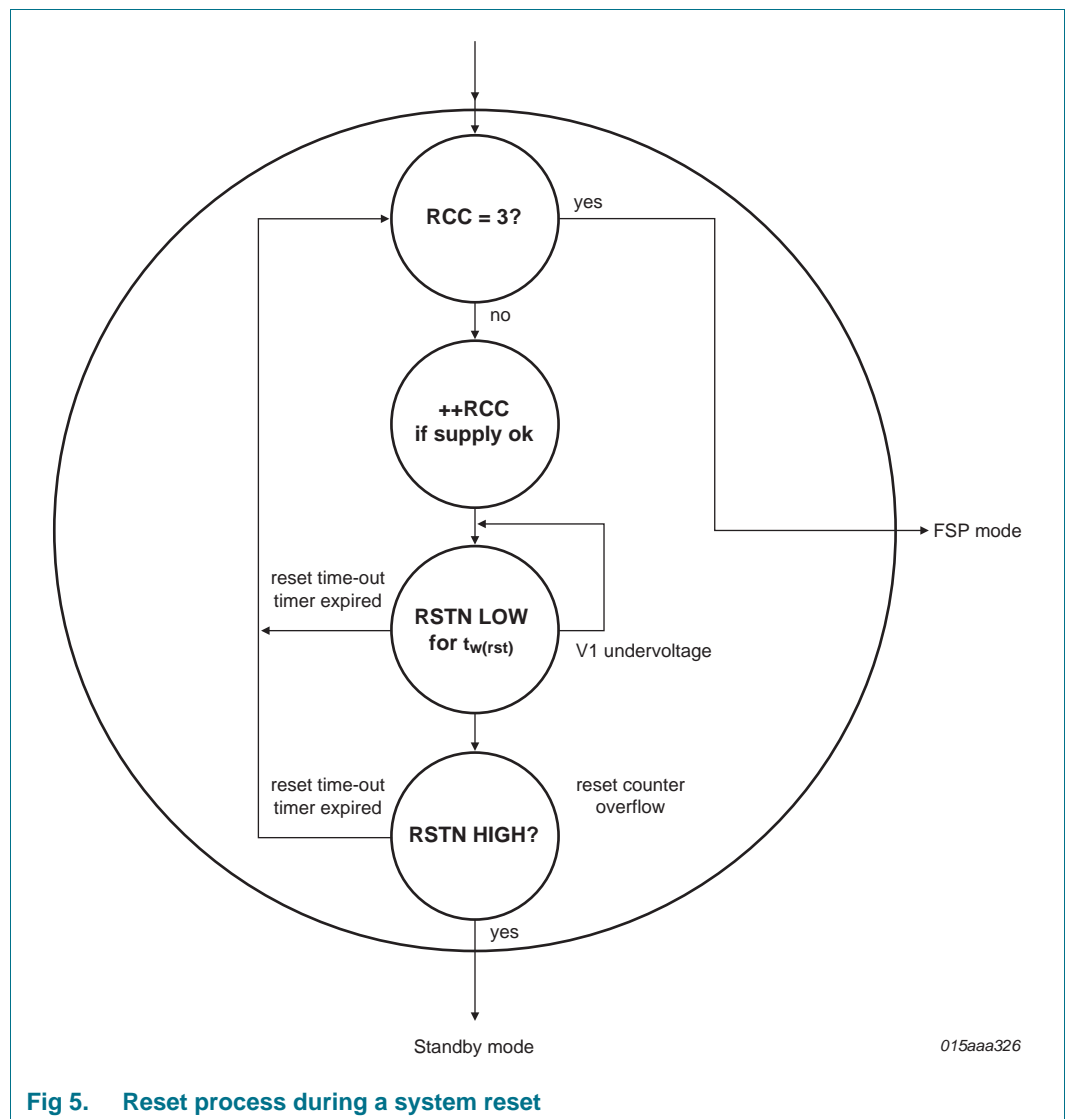 RCC = 3?
yes
no
++RCC
if supply ok
FSP mode
reset time-out
timer expired
RSTN LOW
for tw(rst)
V1 undervoltage
reset time-out
timer expired
reset counter
overflow
RSTN HIGH?
yes
Standby mode
015aaa326
Fig 5. Reset process during a system reset